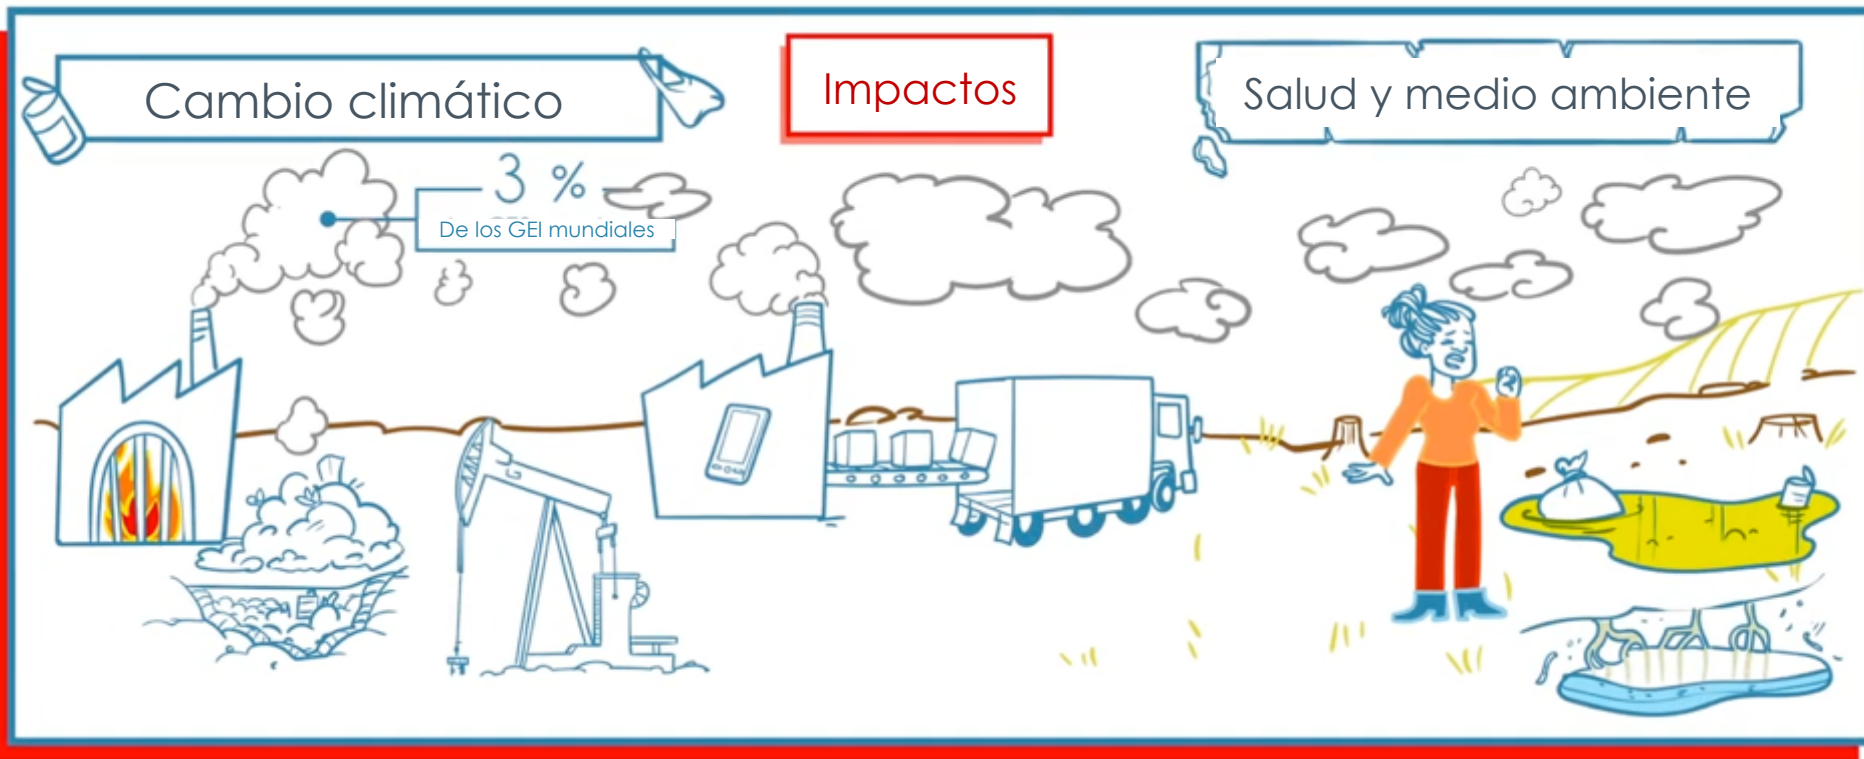 Cambio climático
Impactos
Salud y medio ambiente
3 %
De los GEI mundiales